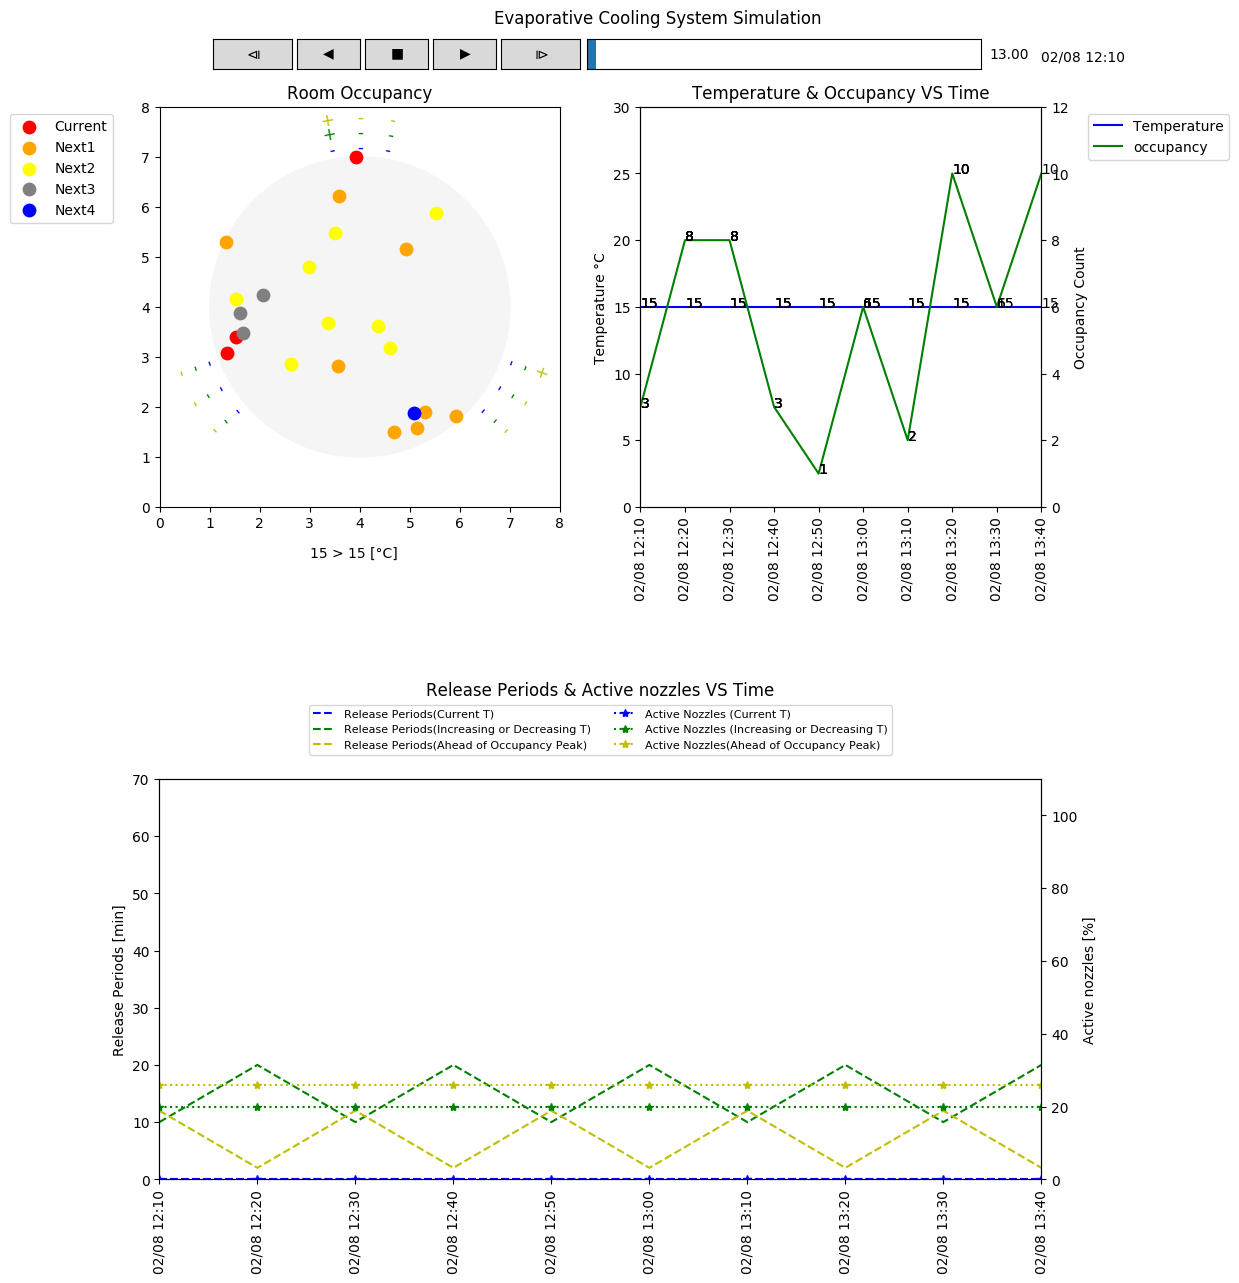 Evaporative Cooling System Simulation
⧏ ◀ ■ ▶ ⧐ 13.00 02/08 12:10
Room Occupancy
Current
Next1
Next2
Next3
Next4
8
7
6
5
4
3
2
1
0
0 1 2 3 4 5 6 7 8
15 > 15 [°C]
Temperature & Occupancy VS Time
Temperature
occupancy
Temperature °C
30
25
20
15
10
5
0
3 8 8 3 1 6 2 10 6 10
15 15 15 15 15 15 15 15 15 15
12
10
8
6
4
2
0
Occupancy Count
02/08 12:10
02/08 12:20
02/08 12:30
02/08 12:40
02/08 12:50
02/08 13:00
02/08 13:10
02/08 13:20
02/08 13:30
02/08 13:40
Release Periods & Active nozzles VS Time
Release Periods(Current T)
Release Periods(Increasing or Decreasing T)
Release Periods(Ahead of Occupancy Peak)
Active Nozzles (Current T)
Active Nozzles (Increasing or Decreasing T)
Active Nozzles(Ahead of Occupancy Peak)
Release Periods [min]
70
60
50
40
30
20
10
0
100
80
60
40
20
0
Active nozzles [%]
02/08 12:10
02/08 12:20
02/08 12:30
02/08 12:40
02/08 12:50
02/08 13:00
02/08 13:10
02/08 13:20
02/08 13:30
02/08 13:40